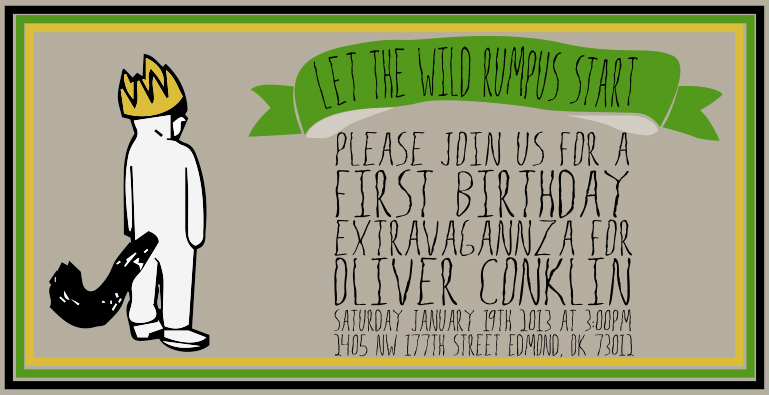 LET THE WILD RUMPUS START
PLEASE JOIN US FOR A
FIRST BIRTHDAY
EXTRAVAGANNZA FOR
OLIVER CONKLIN
SATURDAY JANUARY 19TH 2013 AT 3:00PM
2405 NW 177TH STREET EDMOND, OK 73012